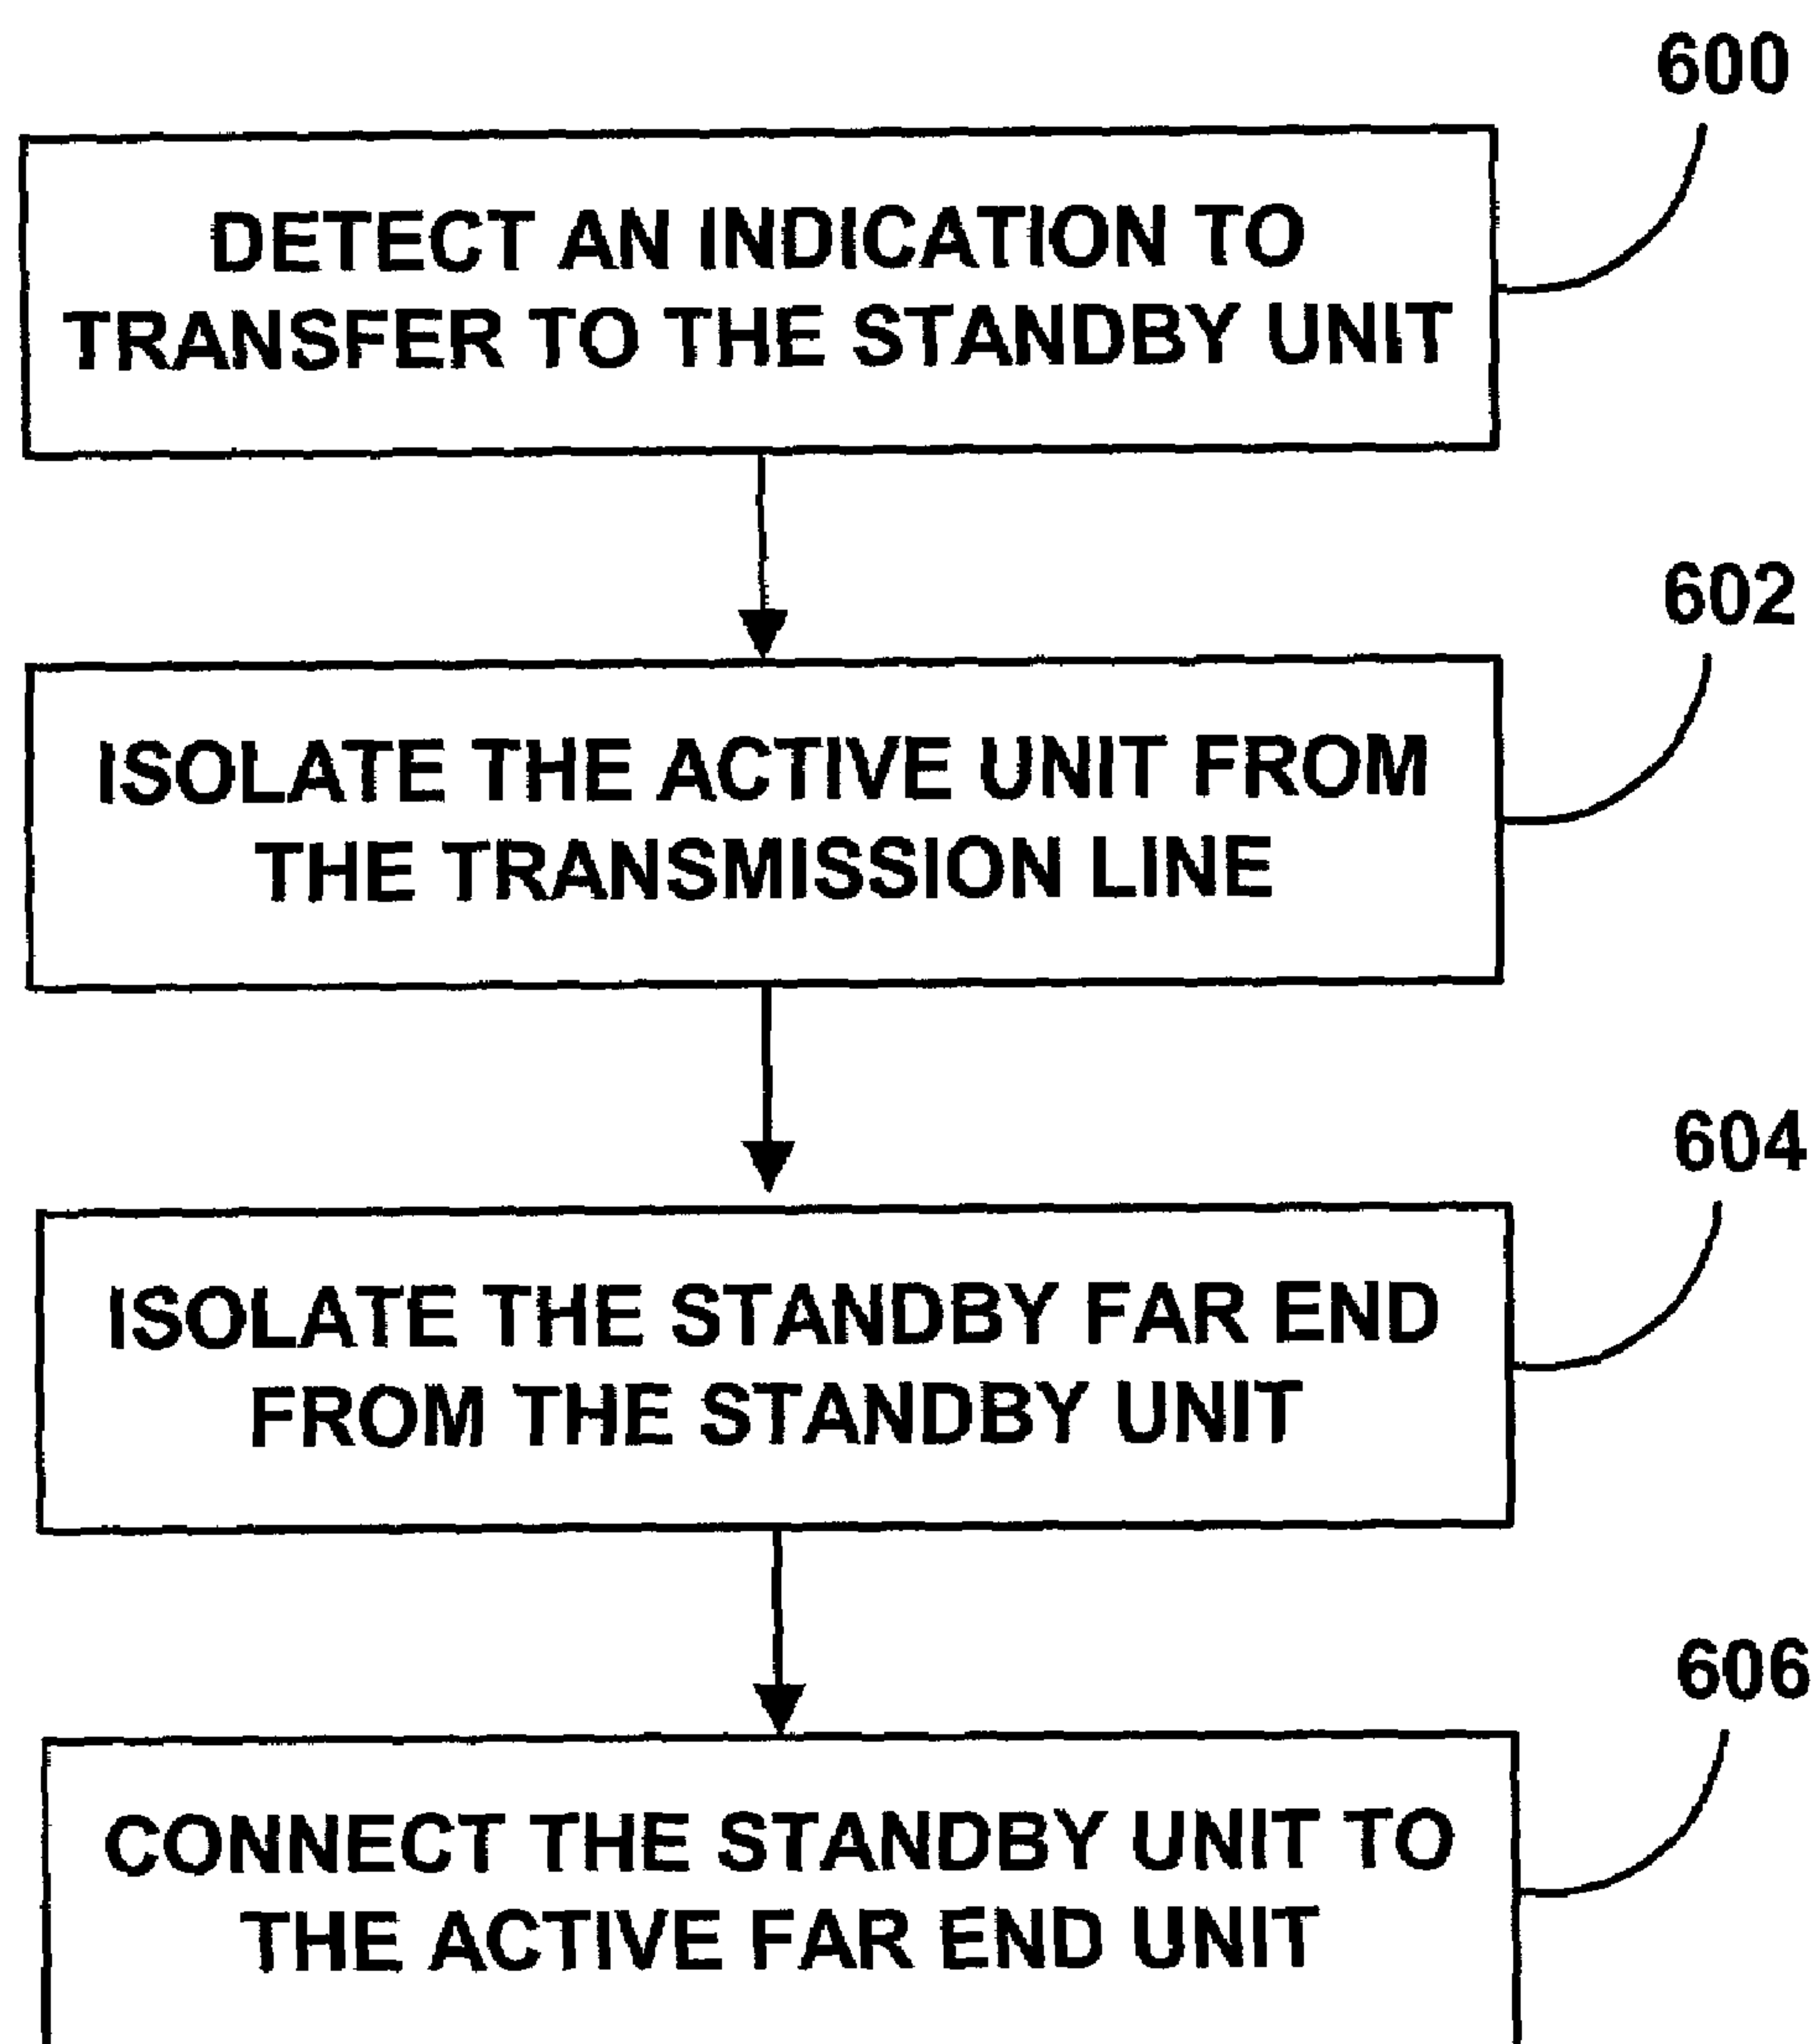 600
DETECT AN INDICATION TO
TRANSFER TO THE STANDBY UNIT
602
ISOLATE THE ACTIVE UNIT FROM
THE TRANSMISSION LINE
604
ISOLATE THE STANDBY FAR END
FROM THE STANDBY UNIT
606
CONNECT THE STANDBY UNIT TO
THE ACTIVE FAR END UNIT